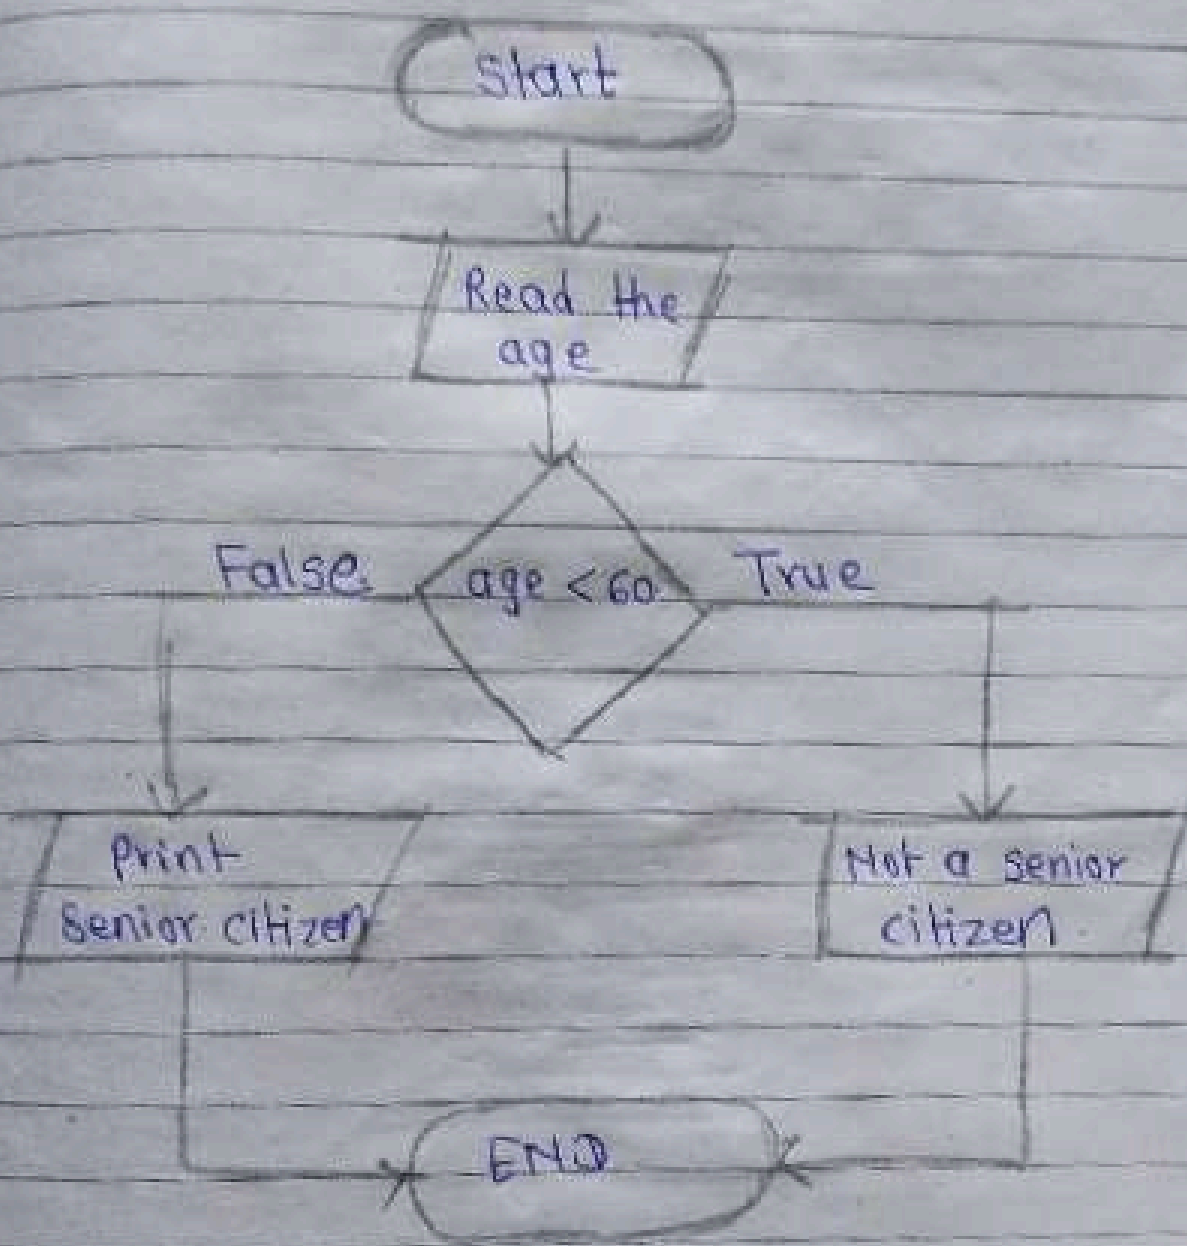 Start
Read the
age
False
age < 60
True
Print
Senior citizen
Not a senior
citizen
END